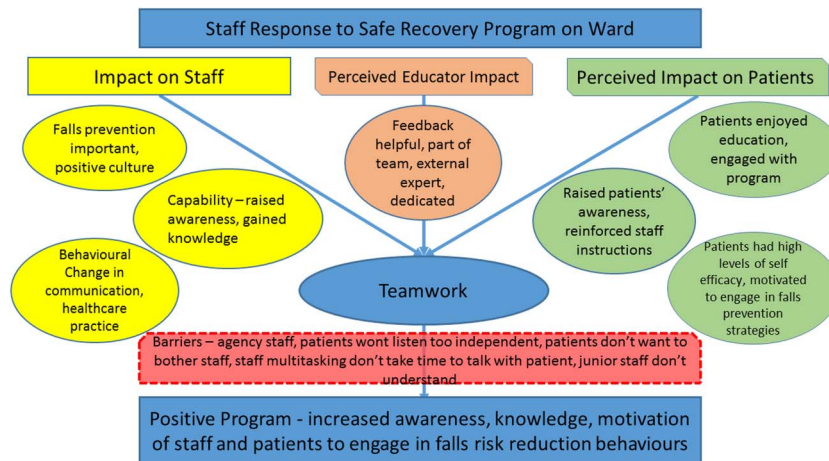 Staff Response to Safe Recovery Program on Ward
Impact on Staff
Perceived Educator Impact
Perceived Impact on Patients
Falls prevention
important,
positive culture
Capability – raised
awareness, gained
knowledge
Behavioural
Change in
communication,
healthcare
practice
Feedback
helpful, part of
team, external
expert,
dedicated
Patients enjoyed
education,
engaged with
program
Raised patients’
awareness,
reinforced staff
instructions
Patients had high
levels of self
efficacy, motivated
to engage in falls
prevention
strategies
Teamwork
Barriers – agency staff, patients wont listen too independent, patients don’t want to
bother staff, staff multitasking don’t take time to talk with patient, junior staff don’t
understand
Positive Program - increased awareness, knowledge, motivation
of staff and patients to engage in falls risk reduction behaviours